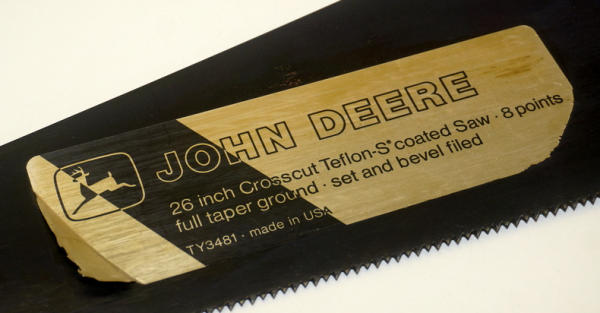 JOHN DEERE
26 inch Crosscut Teflon-S® coated Saw · 8 points
full taper ground · set and bevel filed
TY3481 · made in USA